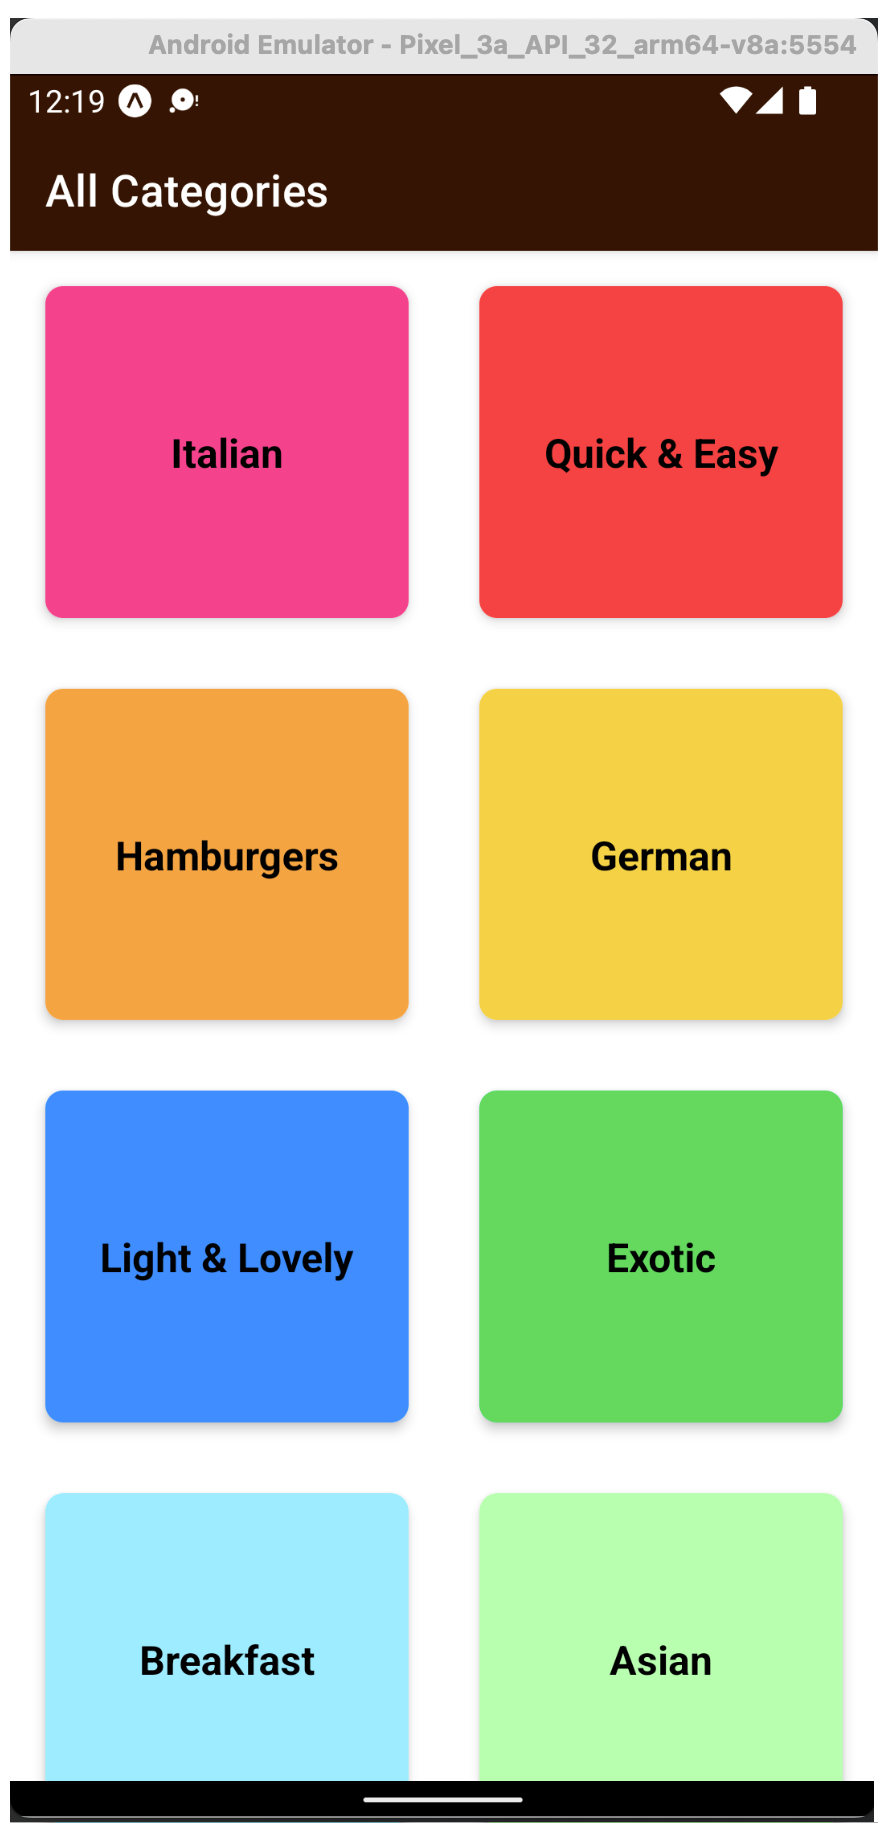 Android Emulator - Pixel_3a_API_32_arm64-v8a:5554
12:19
All Categories
Italian
Quick & Easy
Hamburgers
German
Light & Lovely
Exotic
Breakfast
Asian